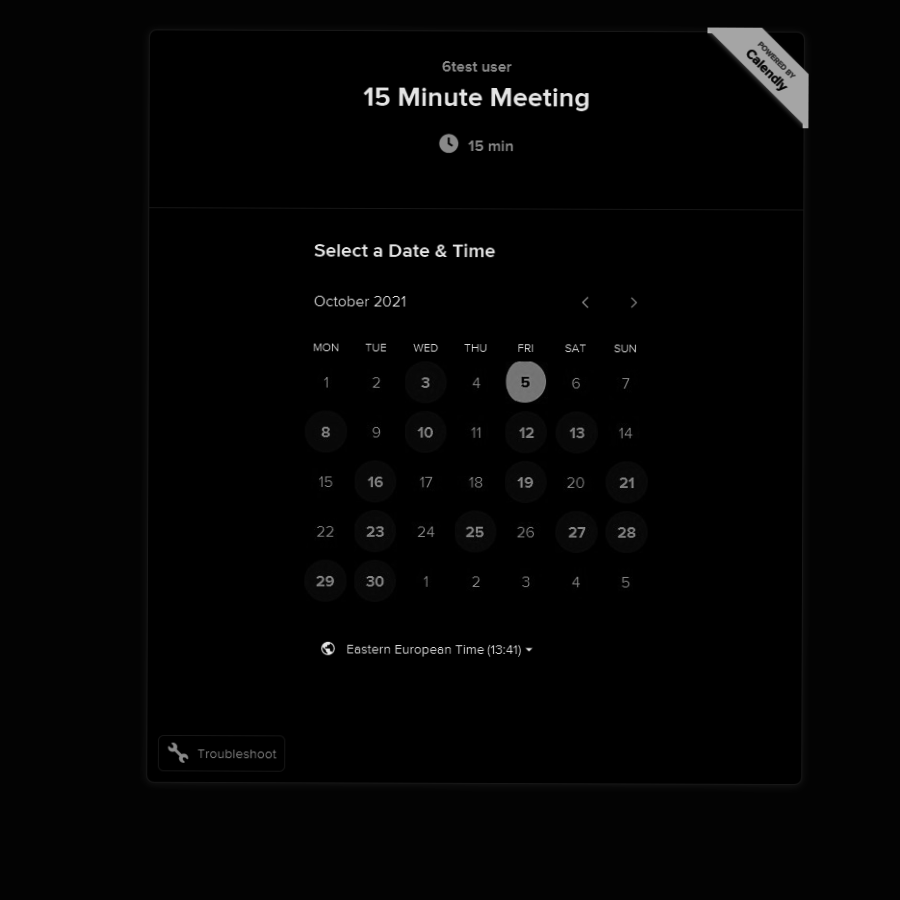 POWERED BY
Calendly
6test user
15 Minute Meeting
15 min
Select a Date & Time
October 2021
MON TUE WED THU FRI SAT SUN
1 2 3 4 5 6 7
8 9 10 11 12 13 14
15 16 17 18 19 20 21
22 23 24 25 26 27 28
29 30 1 2 3 4 5
Eastern European Time (13:41)
Troubleshoot